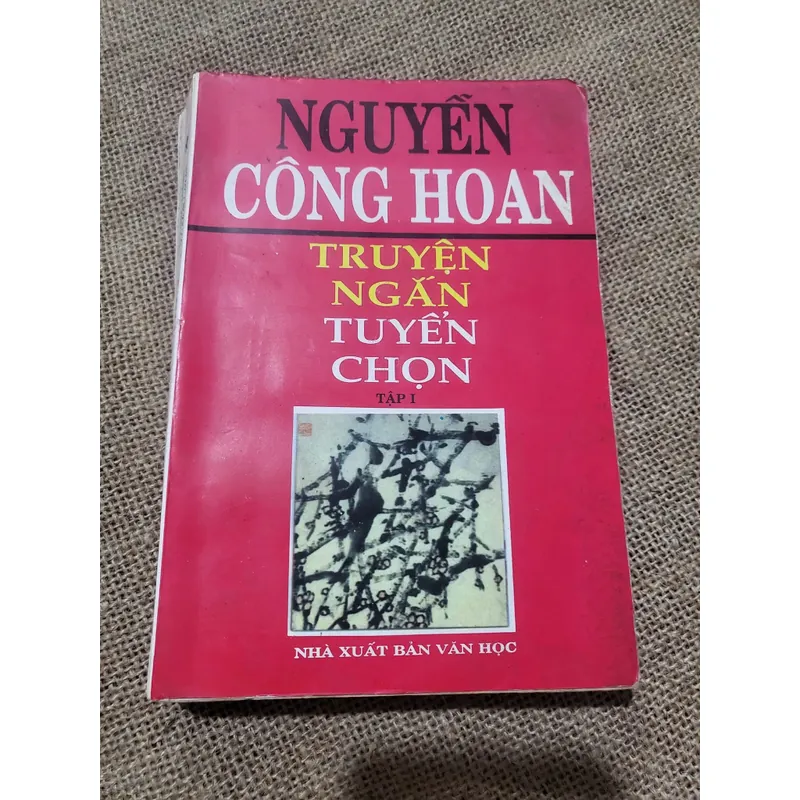 NGUYỄN
CÔNG HOAN
TRUYỆN
NGẮN
TUYỂN
CHỌN
TẬP I
NHÀ XUẤT BẢN VĂN HỌC